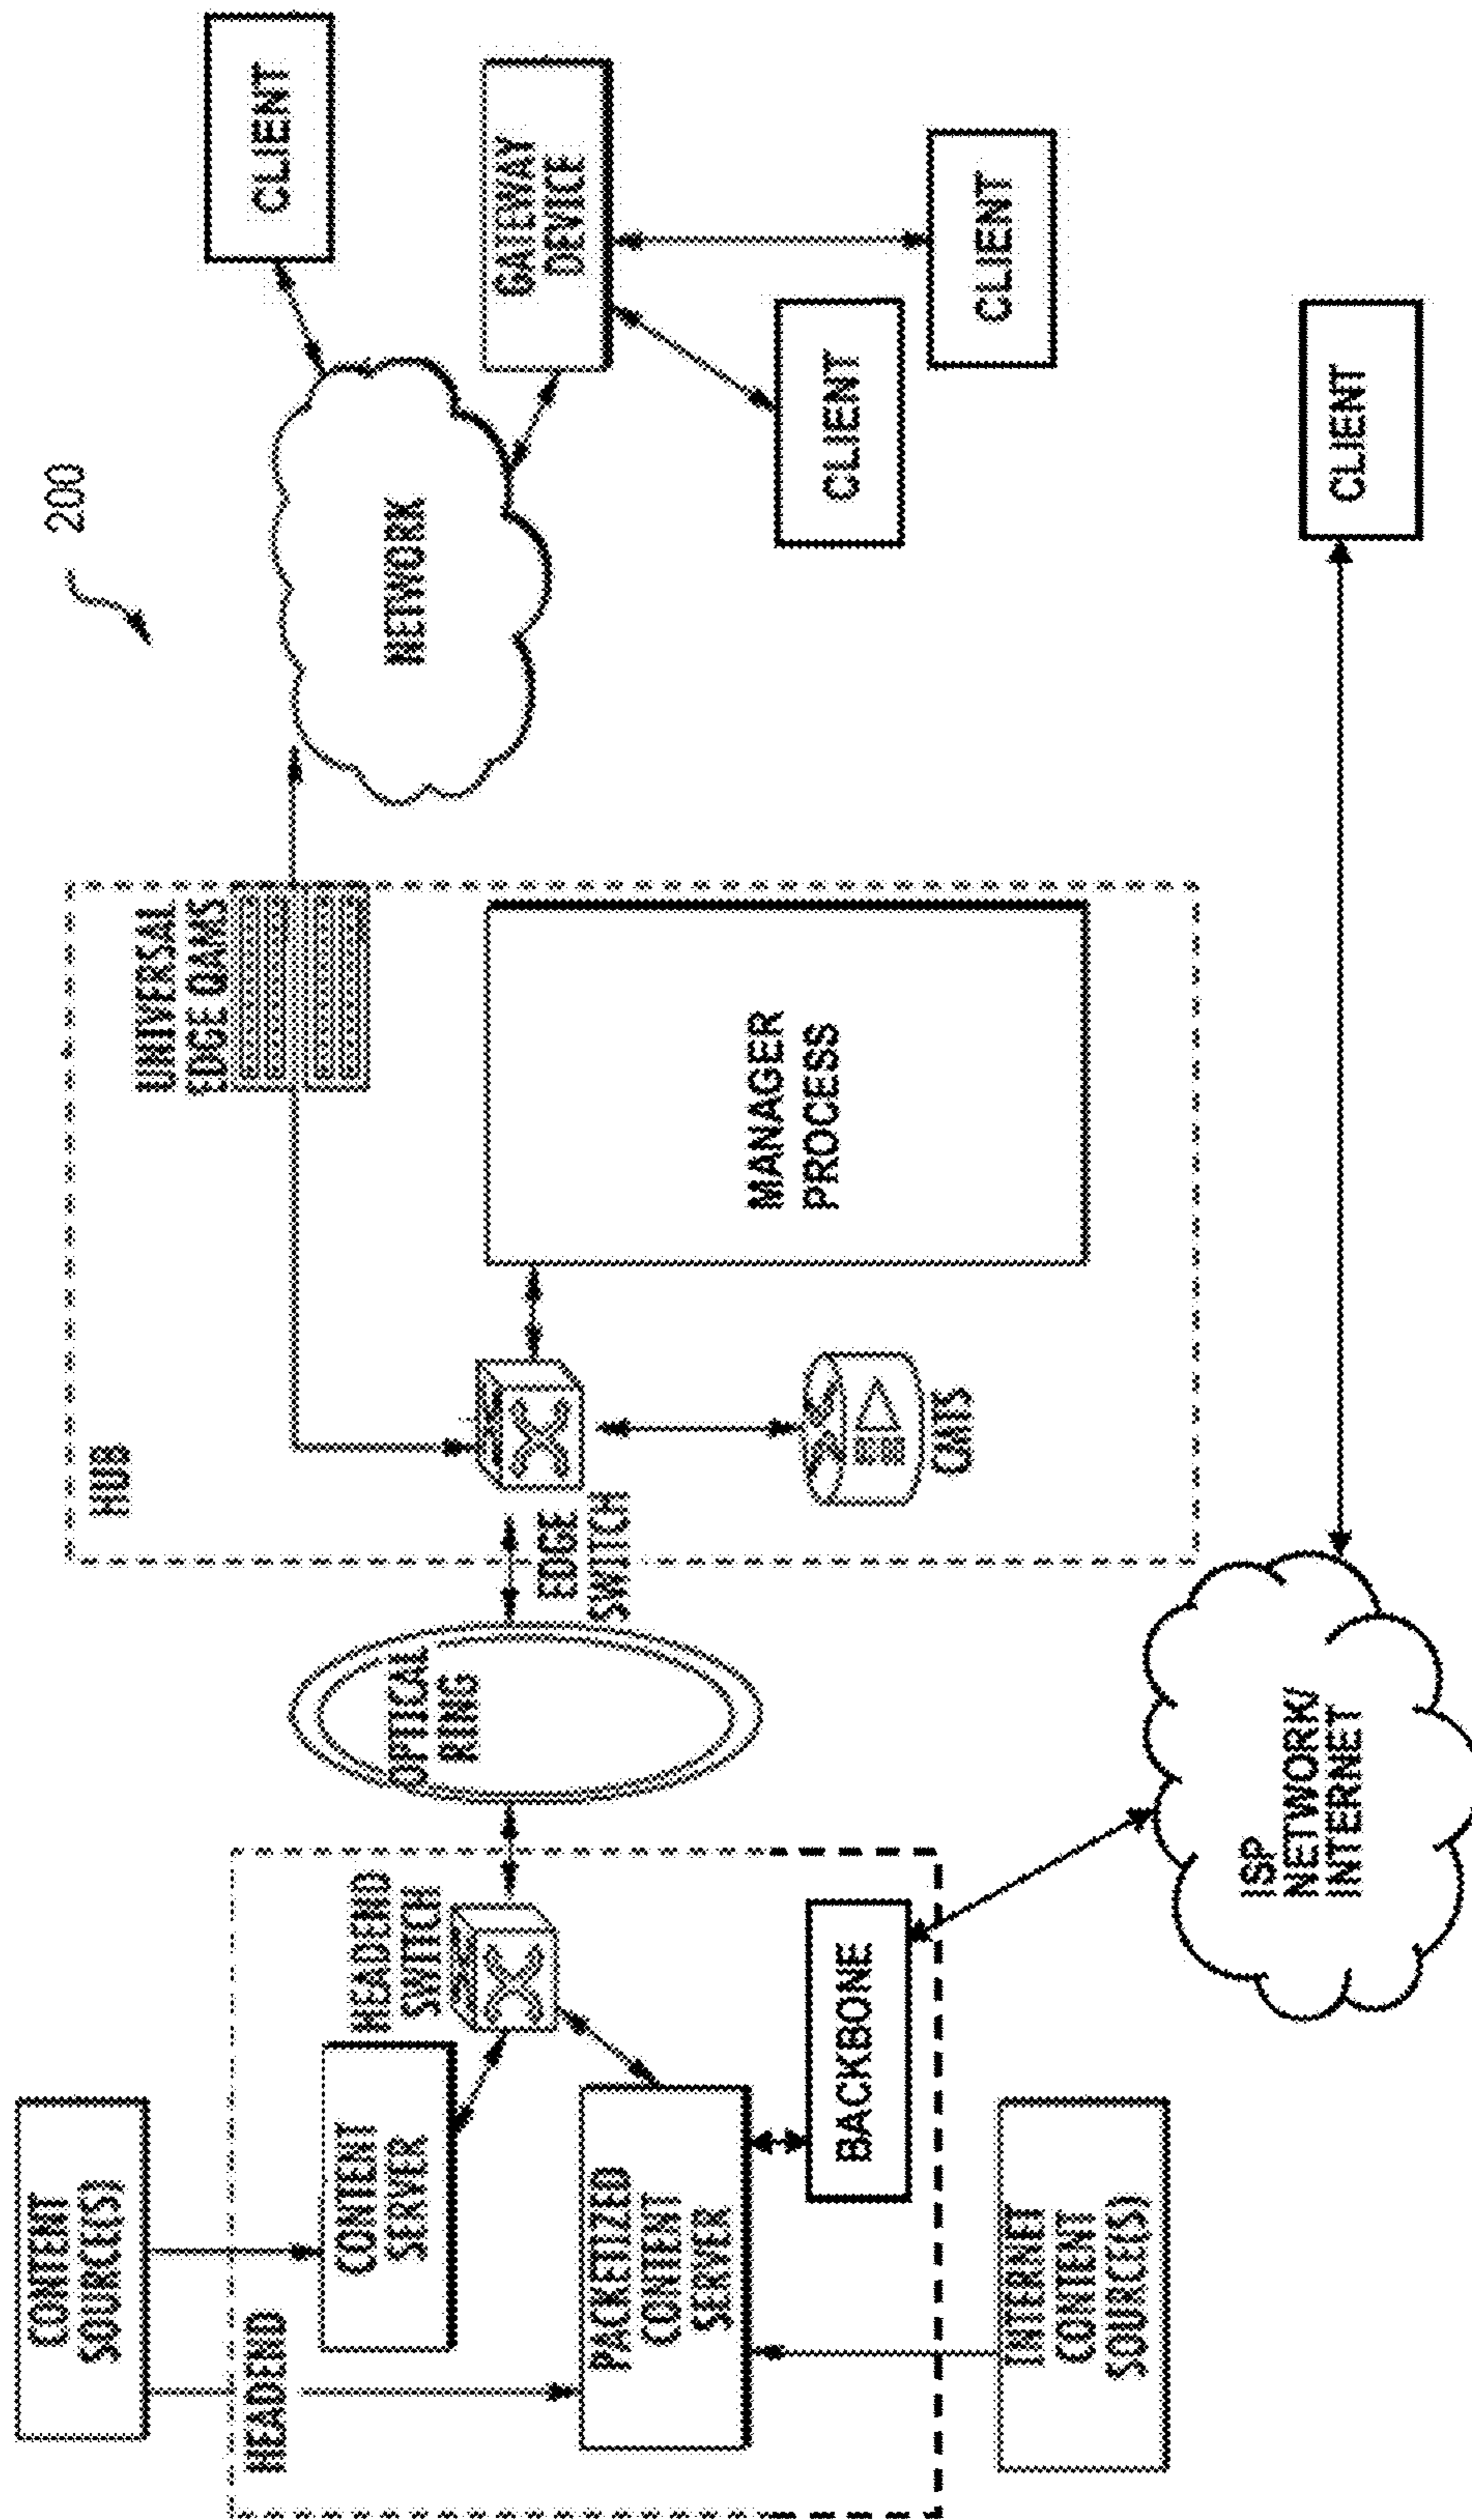 200
CONTENT
SOURCE(S)
HEADEND
CONTENT
SERVER
HEADEND
SWITCH
PACKETIZED
CONTENT
SERVER
BACKBONE
INTERNET
CONTENT
SOURCE(S)
OPTICAL
RING
HUB
EDGE
SWITCH
UNIVERSAL
EDGE QAMS
MANAGER
PROCESS
CMTS
NETWORK
CLIENT
GATEWAY
DEVICE
CLIENT
CLIENT
ISP
NETWORK/
INTERNET
CLIENT